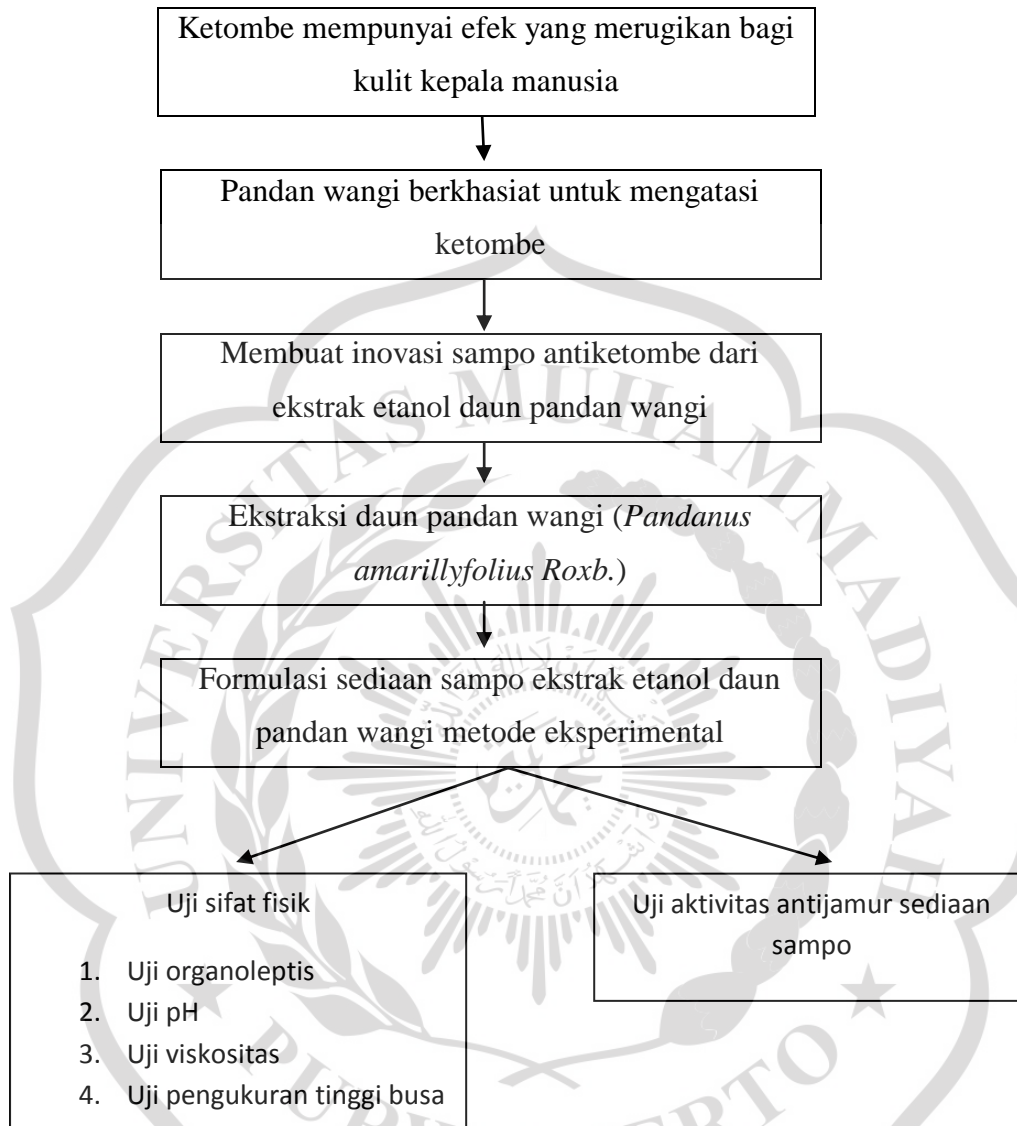 Ketombe mempunyai efek yang merugikan bagi
kulit kepala manusia
Pandan wangi berkhasiat untuk mengatasi
ketombe
Membuat inovasi sampo antiketombe dari
ekstrak etanol daun pandan wangi
Ekstraksi daun pandan wangi (Pandanus
amarillyfolius Roxb.)
Formulasi sediaan sampo ekstrak etanol daun
pandan wangi metode eksperimental
Uji sifat fisik
1. Uji organoleptis
2. Uji pH
3. Uji viskositas
4. Uji pengukuran tinggi busa
Uji aktivitas antijamur sediaan
sampo
UNIVERSITAS MUHAMMADIYAH